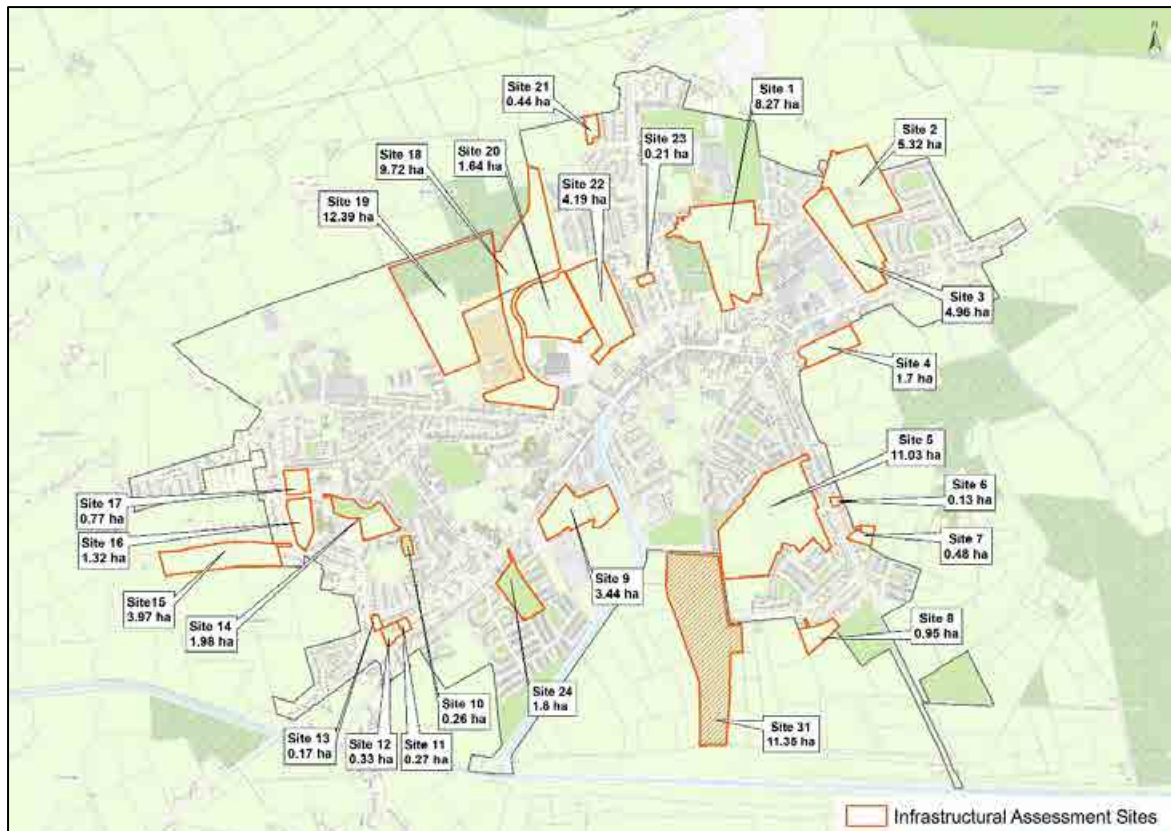 N
Site 21
0.44 ha
Site 1
8.27 ha
Site 23
0.21 ha
Site 2
5.32 ha
Site 20
1.64 ha
Site 18
9.72 ha
Site 22
4.19 ha
Site 19
12.39 ha
Site 3
4.96 ha
Site 4
1.7 ha
Site 5
11.03 ha
Site 6
0.13 ha
Site 17
0.77 ha
Site 7
0.48 ha
Site 16
1.32 ha
Site 9
3.44 ha
Site15
3.97 ha
Site 14
1.98 ha
Site 8
0.95 ha
Site 10
0.26 ha
Site 24
1.8 ha
Site 13
0.17 ha
Site 12
0.33 ha
Site 11
0.27 ha
Site 31
11.35 ha
Infrastructural Assessment Sites